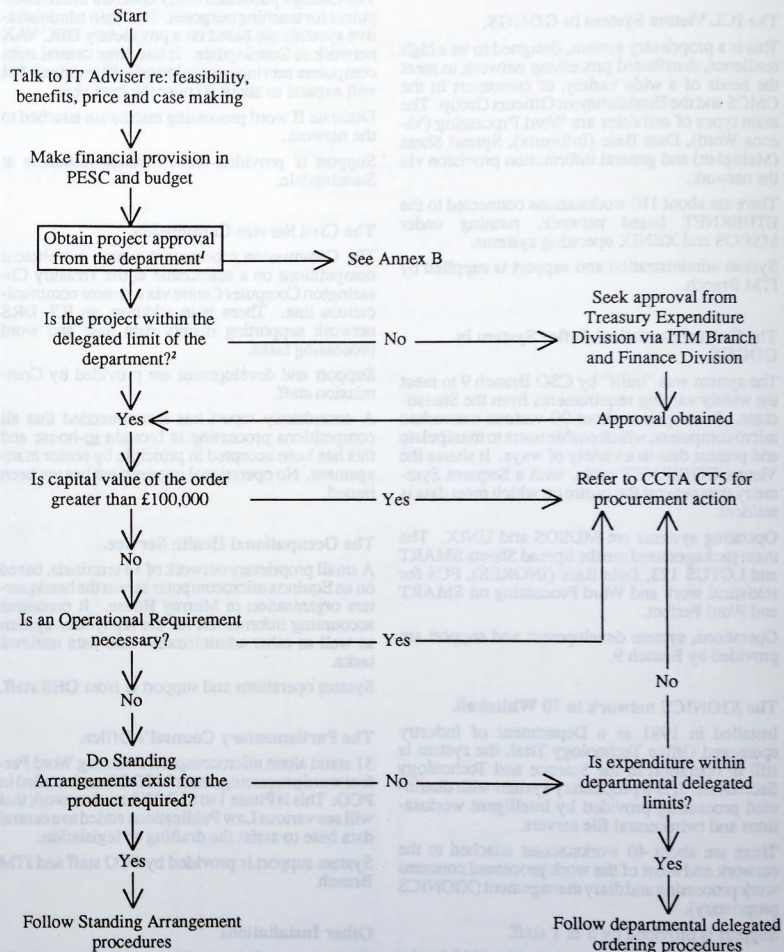 Start
Talk to IT Adviser re: feasibility,
benefits, price and case making
Make financial provision in
PESC and budget
Obtain project approval
from the department¹
See Annex B
Is the project within the
delegated limit of the
department?²
No
Seek approval from
Treasury Expenditure
Division via ITM Branch
and Finance Division
Yes
Approval obtained
Is capital value of the order
greater than £100,000
Yes
Refer to CCTA CT5 for
procurement action
No
Is an Operational Requirement
necessary?
Yes
No
No
Do Standing
Arrangements exist for the
product required?
No
Is expenditure within
departmental delegated
limits?
Yes
Yes
Follow Standing Arrangement
procedures
Follow departmental delegated
ordering procedures